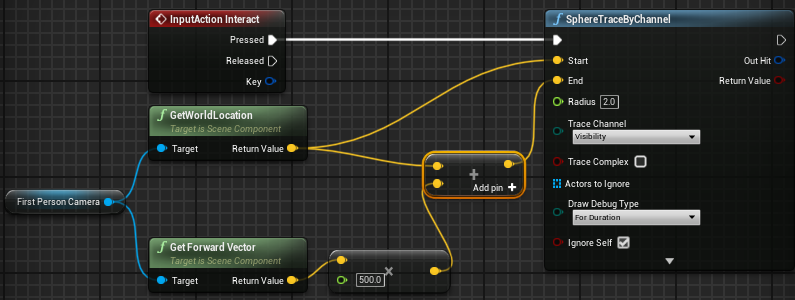 InputAction Interact
Pressed
Released
Key
SphereTraceByChannel
Start
Out Hit
End
Return Value
Radius 2.0
Trace Channel
Visibility
Trace Complex
Actors to Ignore
Draw Debug Type
For Duration
Ignore Self
f GetWorldLocation
Target is Scene Component
Target Return Value
+
Add pin +
First Person Camera
f Get Forward Vector
Target is Scene Component
Target Return Value
500.0 ×